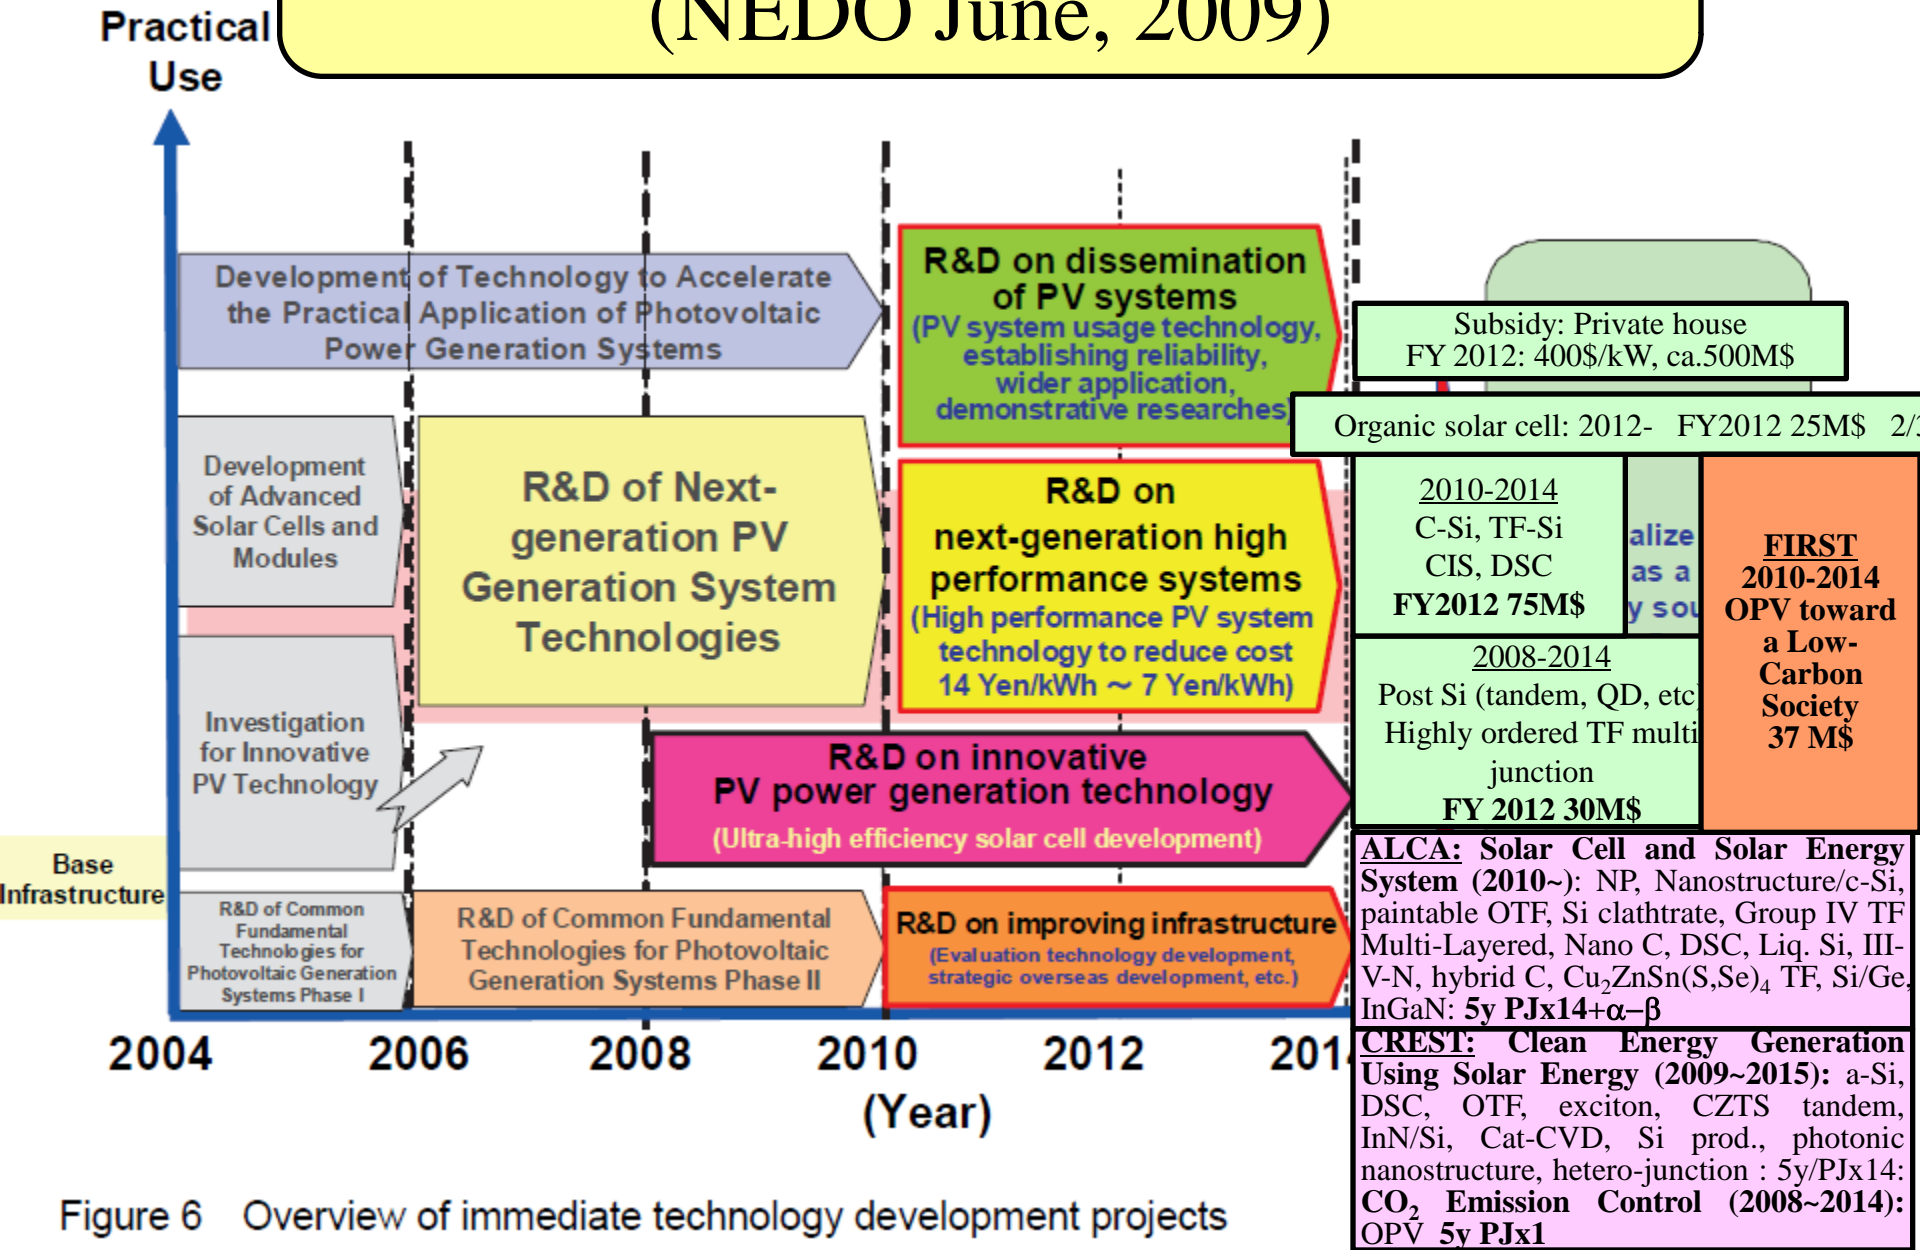 (NEDO June, 2009)
Practical
Use
Development of Technology to Accelerate
the Practical Application of Photovoltaic
Power Generation Systems
R&D on dissemination
of PV systems
(PV system usage technology,
establishing reliability,
wider application,
demonstrative researches)
Subsidy: Private house
FY 2012: 400$/kW, ca.500M$
Organic solar cell: 2012-   FY2012 25M$   2/3
Development
of Advanced
Solar Cells and
Modules
R&D of Next-
generation PV
Generation System
Technologies
R&D on
next-generation high
performance systems
(High performance PV system
technology to reduce cost
14 Yen/kWh ～ 7 Yen/kWh)
2010-2014
C-Si, TF-Si
CIS, DSC
FY2012 75M$
alize
as a
y sou
FIRST
2010-2014
OPV toward
a Low-
Carbon
Society
37 M$
2008-2014
Post Si (tandem, QD, etc)
Highly ordered TF multi
junction
FY 2012 30M$
Investigation
for Innovative
PV Technology
R&D on innovative
PV power generation technology
(Ultra-high efficiency solar cell development)
Base
Infrastructure
R&D of Common
Fundamental
Technologies for
Photovoltaic Generation
Systems Phase I
R&D of Common Fundamental
Technologies for Photovoltaic
Generation Systems Phase II
R&D on improving infrastructure
(Evaluation technology development,
strategic overseas development, etc.)
ALCA: Solar Cell and Solar Energy
System (2010~): NP, Nanostructure/c-Si,
paintable OTF, Si clathtrate, Group IV TF
Multi-Layered, Nano C, DSC, Liq. Si, III-
V-N, hybrid C, Cu₂ZnSn(S,Se)₄ TF, Si/Ge,
InGaN: 5y PJx14+α−β
CREST: Clean Energy Generation
Using Solar Energy (2009~2015): a-Si,
DSC, OTF, exciton, CZTS tandem,
InN/Si, Cat-CVD, Si prod., photonic
nanostructure, hetero-junction : 5y/PJx14:
CO₂ Emission Control (2008~2014):
OPV 5y PJx1
2004 2006 2008 2010 2012 2014
(Year)
Figure 6 Overview of immediate technology development projects